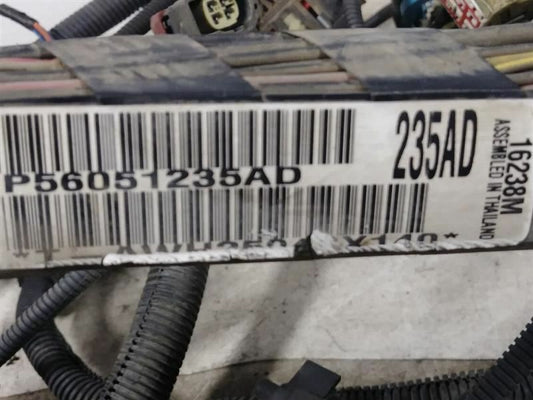 P56051235AD
235AD
16238M
ASSEMBLED IN THAILAND